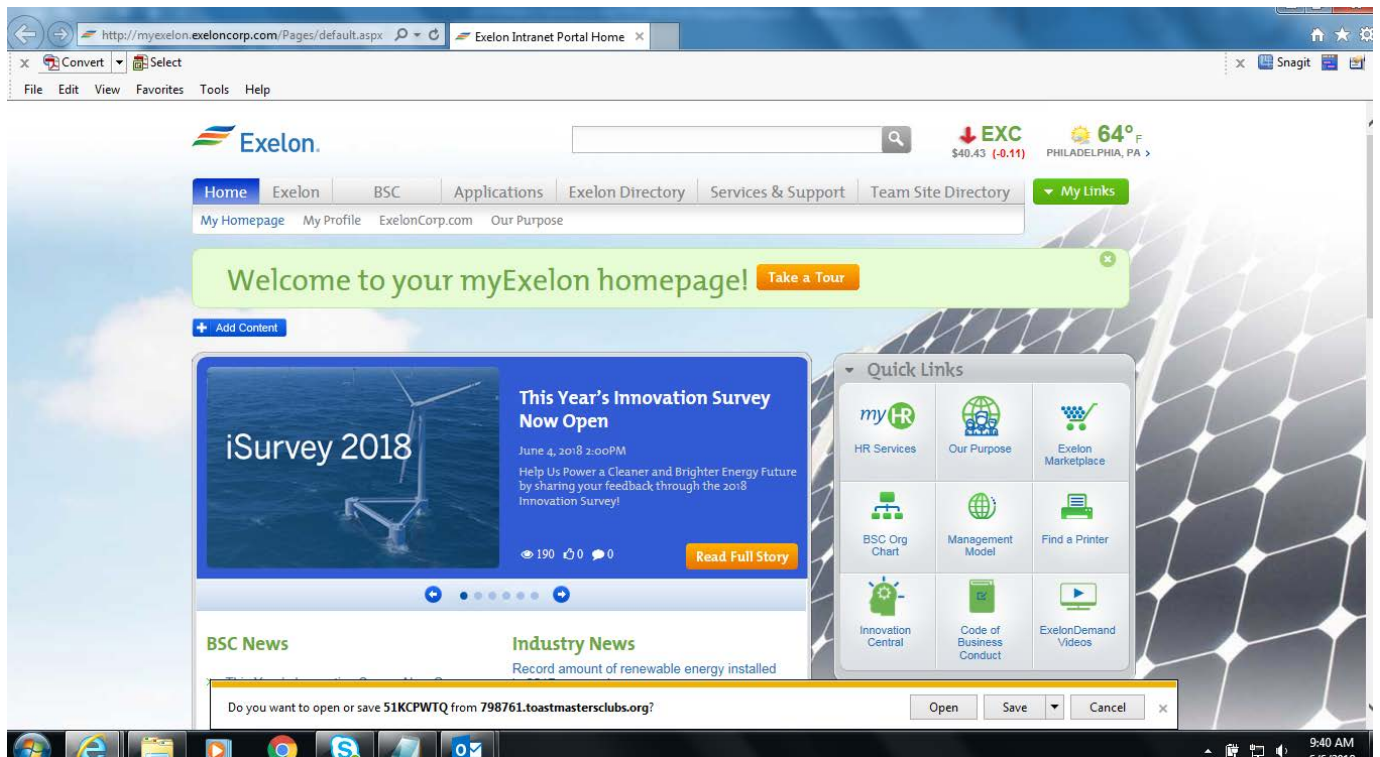 http://myexelon.exeloncorp.com/Pages/default.aspx
Exelon Intranet Portal Home
Convert Select
Snagit
File Edit View Favorites Tools Help
Exelon.
EXC
$40.43 (-0.11)
64° F
PHILADELPHIA, PA
Home Exelon BSC Applications Exelon Directory Services & Support Team Site Directory My Links
My Homepage My Profile ExelonCorp.com Our Purpose
Welcome to your myExelon homepage! Take a Tour
Add Content
iSurvey 2018
This Year's Innovation Survey
Now Open
June 4, 2018 2:00PM
Help Us Power a Cleaner and Brighter Energy Future
by sharing your feedback through the 2018
Innovation Survey!
190 0 0
Read Full Story
Quick Links
my HR
HR Services
Our Purpose
Exelon
Marketplace
BSC Org
Chart
Management
Model
Find a Printer
Innovation
Central
Code of
Business
Conduct
ExelonDemand
Videos
BSC News
Industry News
Record amount of renewable energy installed
Do you want to open or save 51KCPWTQ from 798761.toastmastersclubs.org?
Open Save Cancel
9:40 AM